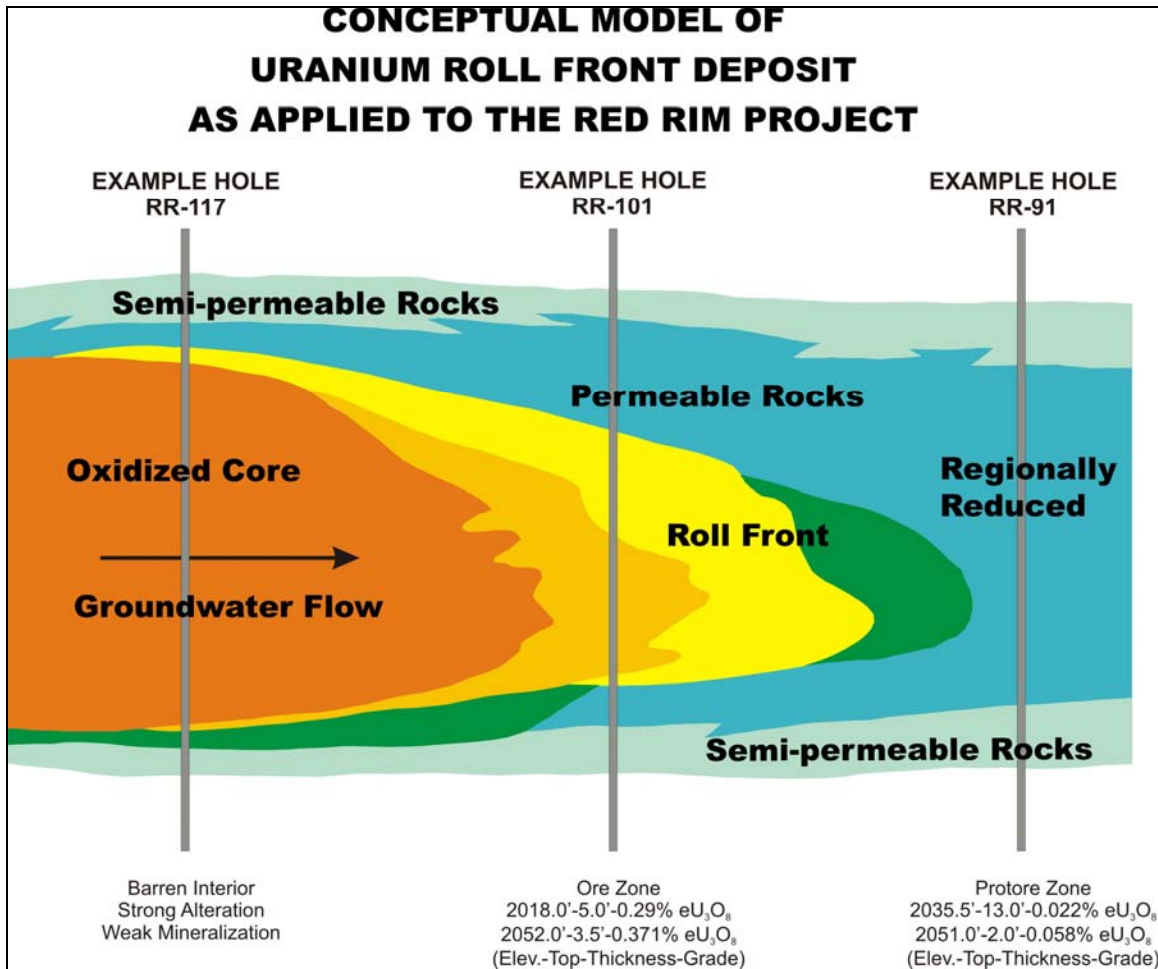 CONCEPTUAL MODEL OF
URANIUM ROLL FRONT DEPOSIT
AS APPLIED TO THE RED RIM PROJECT
EXAMPLE HOLE
RR-117
EXAMPLE HOLE
RR-101
EXAMPLE HOLE
RR-91
Semi-permeable Rocks
Permeable Rocks
Oxidized Core
Regionally
Reduced
Roll Front
Groundwater Flow
Semi-permeable Rocks
Barren Interior
Strong Alteration
Weak Mineralization
Ore Zone
2018.0'-5.0'-0.29% eU₃O₈
2052.0'-3.5'-0.371% eU₃O₈
(Elev.-Top-Thickness-Grade)
Protore Zone
2035.5'-13.0'-0.022% eU₃O₈
2051.0'-2.0'-0.058% eU₃O₈
(Elev.-Top-Thickness-Grade)